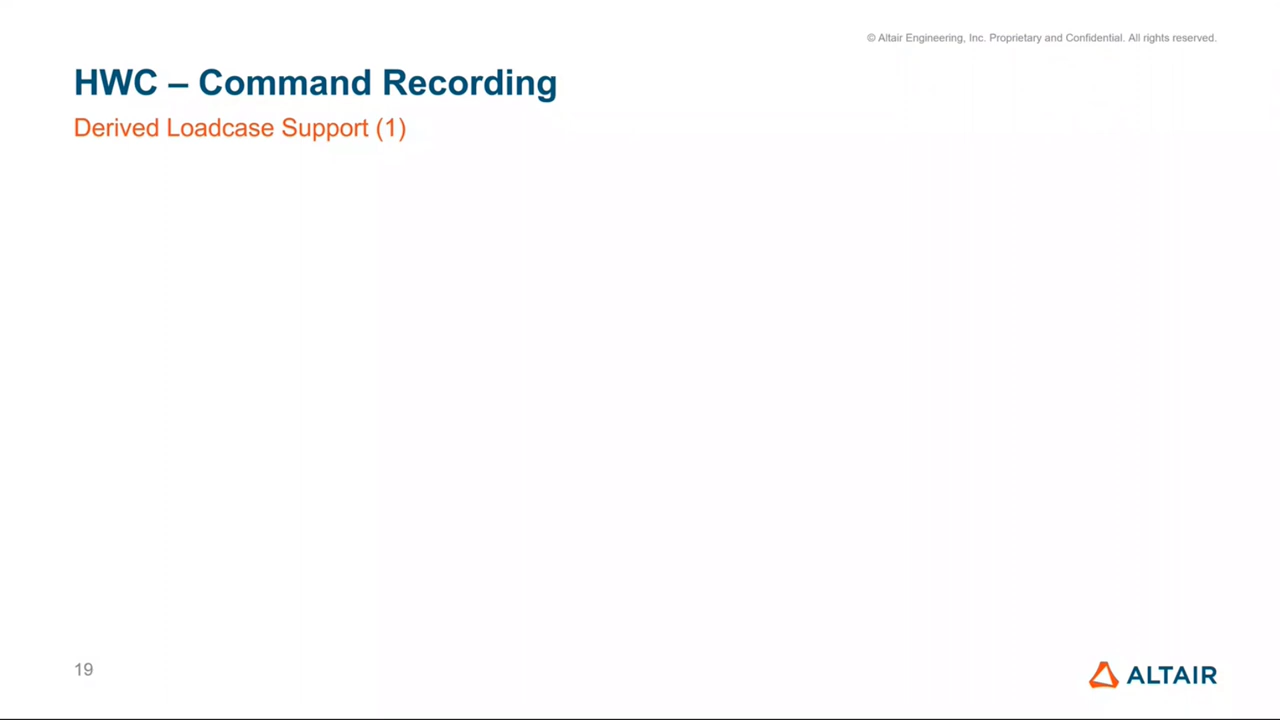 © Altair Engineering, Inc. Proprietary and Confidential. All rights reserved.
HWC – Command Recording
Derived Loadcase Support (1)
19
ALTAIR